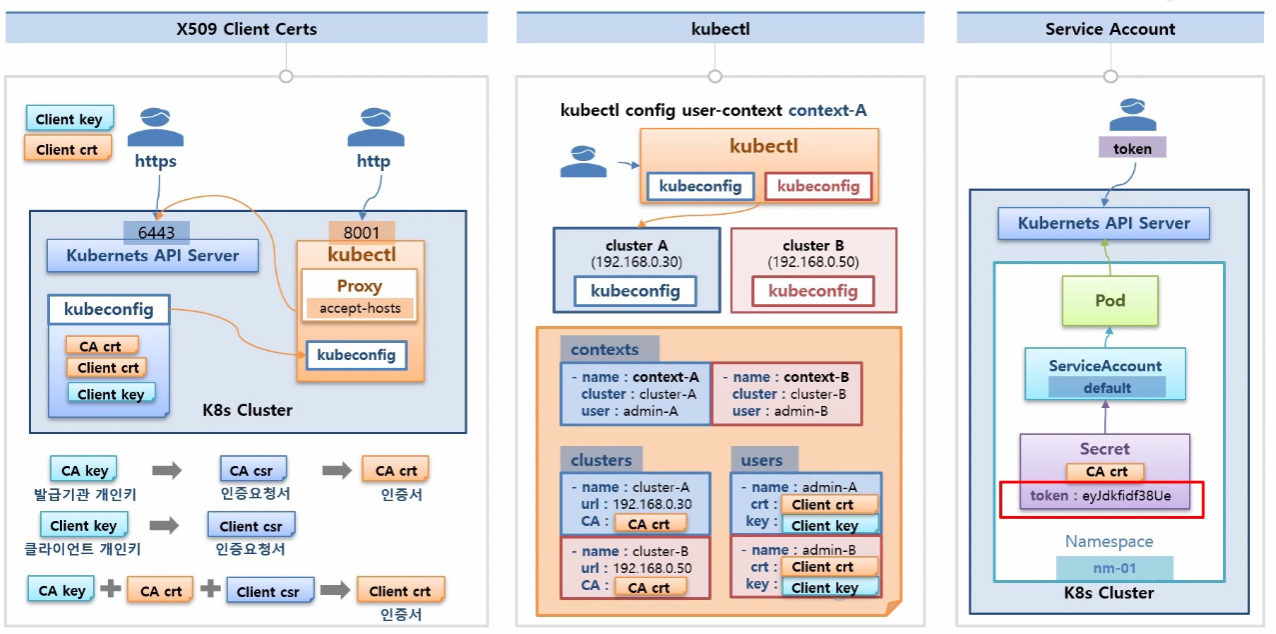 X509 Client Certs
Client key
Client crt
https
http
6443
Kubernets API Server
8001
kubectl
Proxy
accept-hosts
kubeconfig
kubeconfig
CA crt
Client crt
Client key
K8s Cluster
CA key
CA csr
CA crt
발급기관 개인키
인증요청서
인증서
Client key
Client csr
클라이언트 개인키
인증요청서
CA key
CA crt
Client csr
Client crt
인증서
kubectl
kubectl config user-context context-A
kubectl
kubeconfig
kubeconfig
cluster A
(192.168.0.30)
kubeconfig
cluster B
(192.168.0.50)
kubeconfig
contexts
- name : context-A
cluster : cluster-A
user : admin-A
- name : context-B
cluster : cluster-B
user : admin-B
clusters
- name : cluster-A
url : 192.168.0.30
CA : CA crt
- name : cluster-B
url : 192.168.0.50
CA : CA crt
users
- name : admin-A
crt : Client crt
key : Client key
- name : admin-B
crt : Client crt
key : Client key
Service Account
token
Kubernets API Server
Pod
ServiceAccount
default
Secret
CA crt
token : eyJdkfidf38Ue
Namespace
nm-01
K8s Cluster